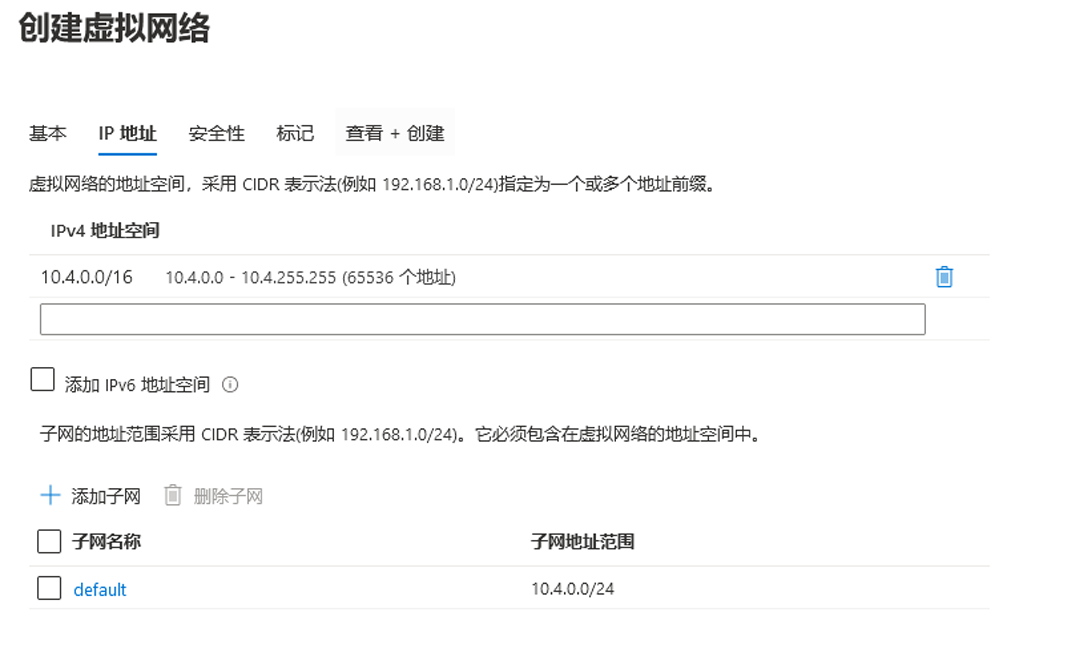 创建虚拟网络
基本 IP 地址 安全性 标记 查看 + 创建
虚拟网络的地址空间，采用 CIDR 表示法(例如 192.168.1.0/24)指定为一个或多个地址前缀。
IPv4 地址空间
10.4.0.0/16 10.4.0.0 - 10.4.255.255 (65536 个地址)
添加 IPv6 地址空间
子网的地址范围采用 CIDR 表示法(例如 192.168.1.0/24)。它必须包含在虚拟网络的地址空间中。
添加子网 删除子网
子网名称 子网地址范围
default 10.4.0.0/24